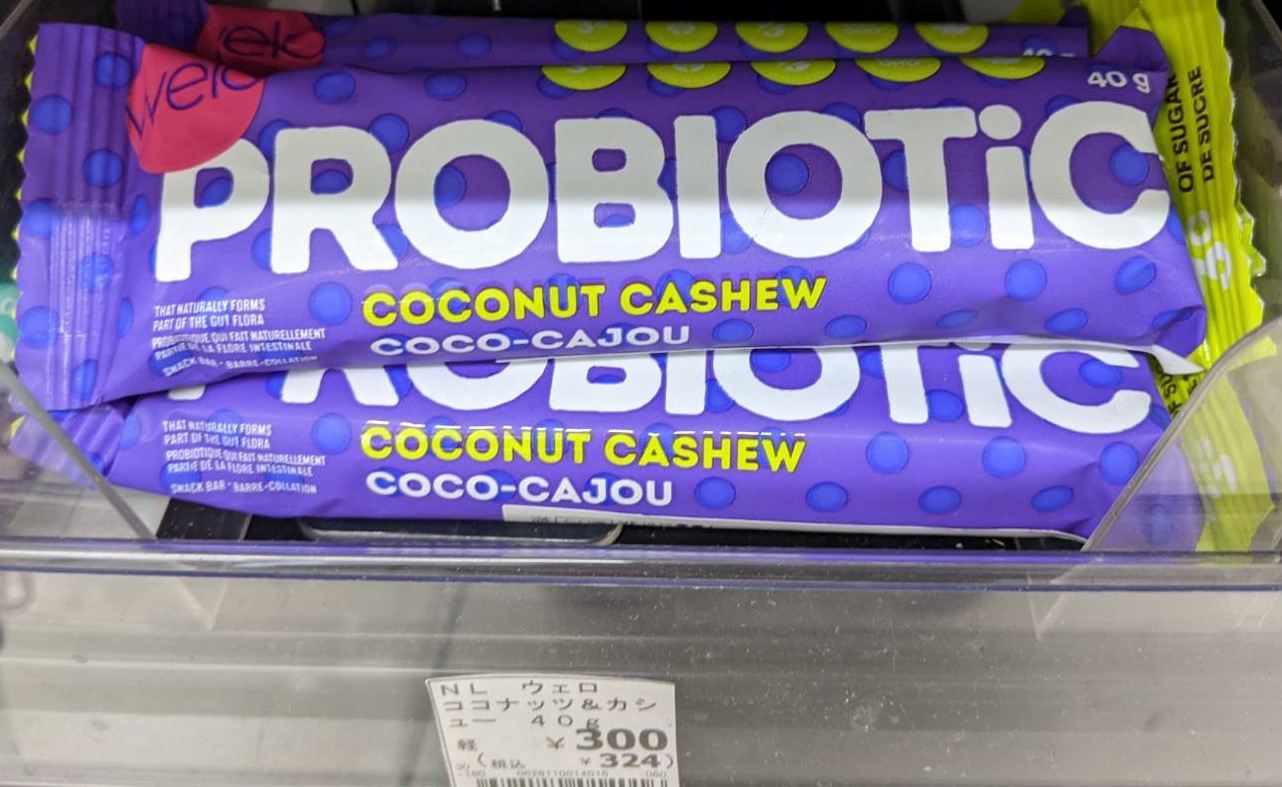 40 g
welo
40 g
PROBIOTiC
COCONUT CASHEW
COCO-CAJOU
THAT NATURALLY FORMS
PART OF THE GUT FLORA
PROBIOTIQUE QUI FAIT NATURELLEMENT
PARTIE DE LA FLORE INTESTINALE
SNACK BAR • BARRE-COLLATION
OF SUGAR
DE SUCRE
PROBIOTiC
COCONUT CASHEW
COCO-CAJOU
THAT NATURALLY FORMS
PART OF THE GUT FLORA
PROBIOTIQUE QUI FAIT NATURELLEMENT
PARTIE DE LA FLORE INTESTINALE
SNACK BAR • BARRE-COLLATION
NL ウェロ
ココナッツ&カシ
ュー 40g
軽 ¥300
(税込 ¥324)